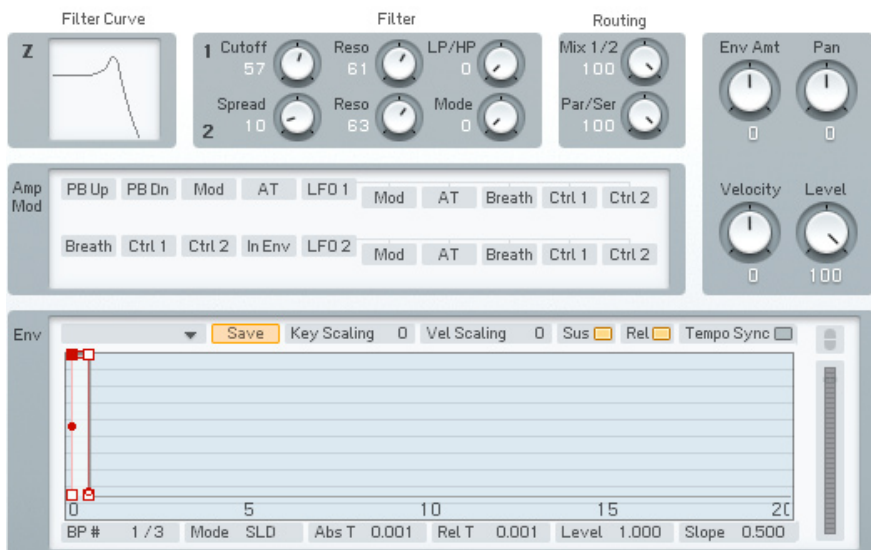 Filter Curve Filter Routing
Z 1 Cutoff 57 Reso 61 LP/HP 0 Mix 1/2 100 Env Amt 0 Pan 0
2 Spread 10 Reso 63 Mode 0 Par/Ser 100
Amp Mod
PB Up PB Dn Mod AT LFO 1 Mod AT Breath Ctrl 1 Ctrl 2
Velocity 0 Level 100
Breath Ctrl 1 Ctrl 2 In Env LFO 2 Mod AT Breath Ctrl 1 Ctrl 2
Env Save Key Scaling 0 Vel Scaling 0 Sus Rel Tempo Sync
0 5 10 15 20
BP # 1 / 3 Mode SLD Abs T 0.001 Rel T 0.001 Level 1.000 Slope 0.500